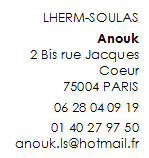 LHERM-SOULAS
Anouk
2 Bis rue Jacques
Coeur
75004 PARIS
06 28 04 09 19
01 40 27 97 50
anouk.ls@hotmail.fr